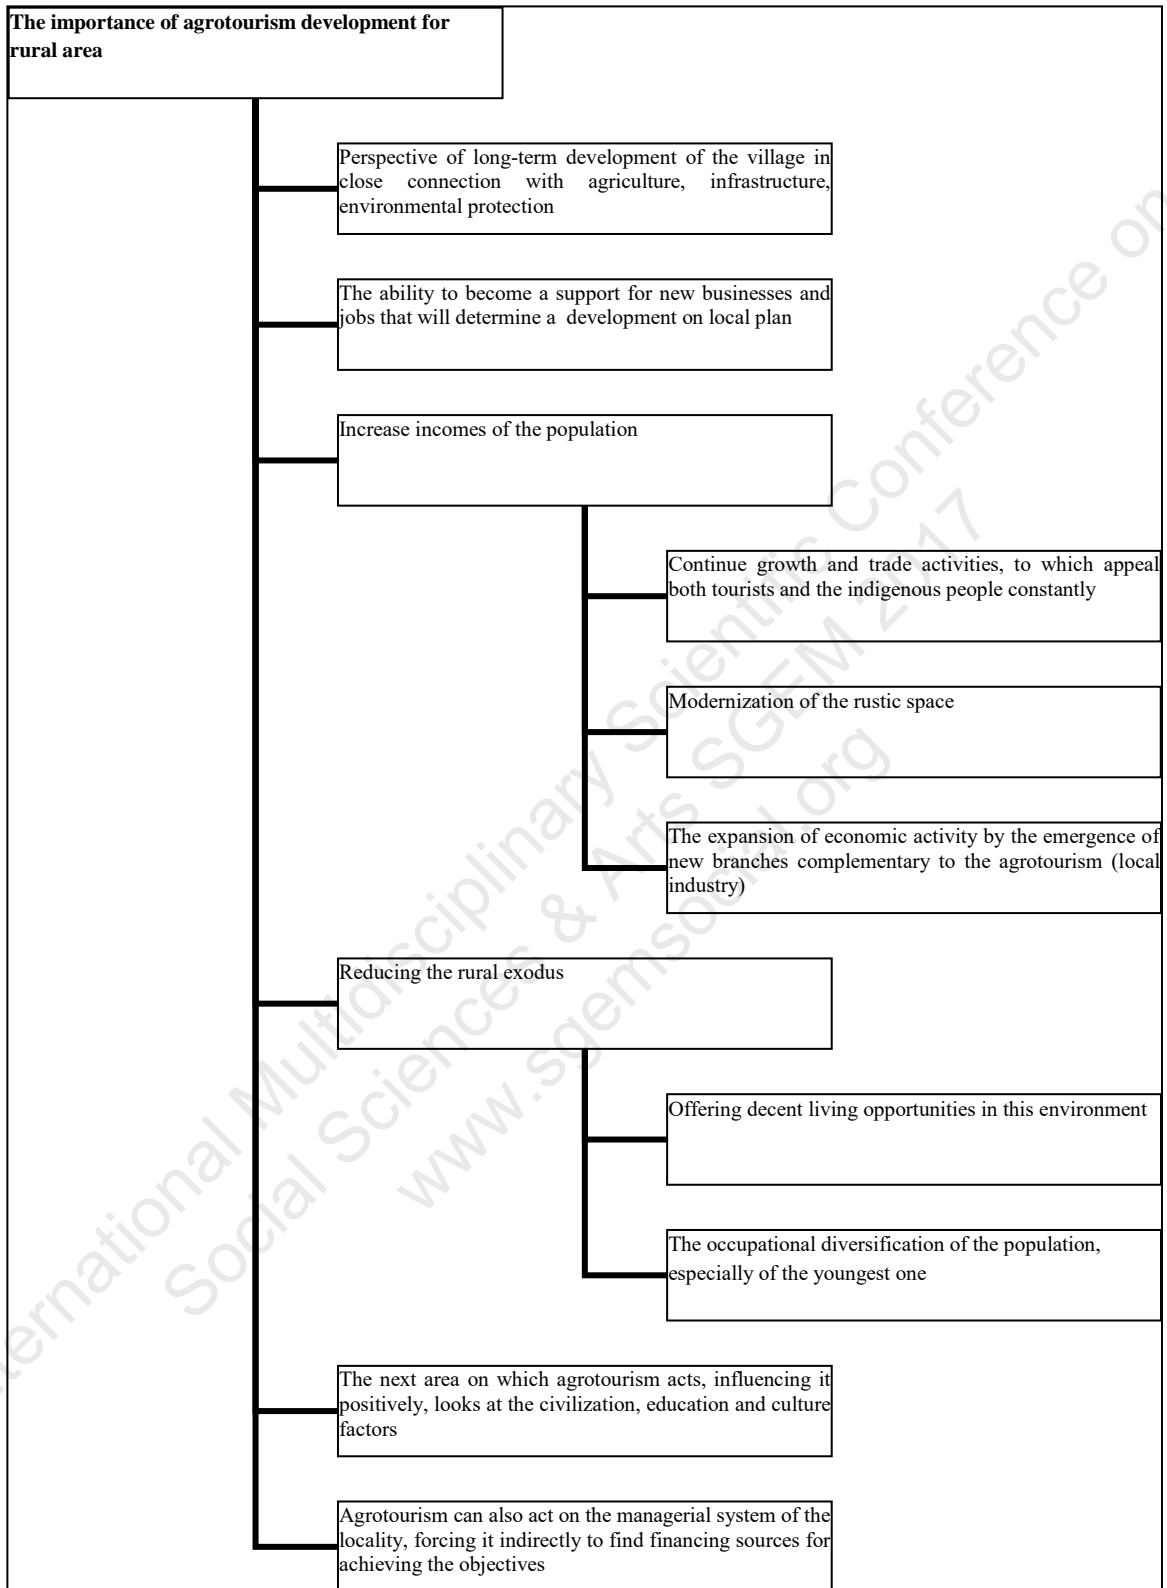 The importance of agrotourism development for
rural area
Perspective of long-term development of the village in
close connection with agriculture, infrastructure,
environmental protection
The ability to become a support for new businesses and
jobs that will determine a development on local plan
Increase incomes of the population
Continue growth and trade activities, to which appeal
both tourists and the indigenous people constantly
Modernization of the rustic space
The expansion of economic activity by the emergence of
new branches complementary to the agrotourism (local
industry)
Reducing the rural exodus
Offering decent living opportunities in this environment
The occupational diversification of the population,
especially of the youngest one
The next area on which agrotourism acts, influencing it
positively, looks at the civilization, education and culture
factors
Agrotourism can also act on the managerial system of the
locality, forcing it indirectly to find financing sources for
achieving the objectives
Multidisciplinary Scientific Conference on
Social Sciences & Arts SGEM 2017
www.sgemsocial.org